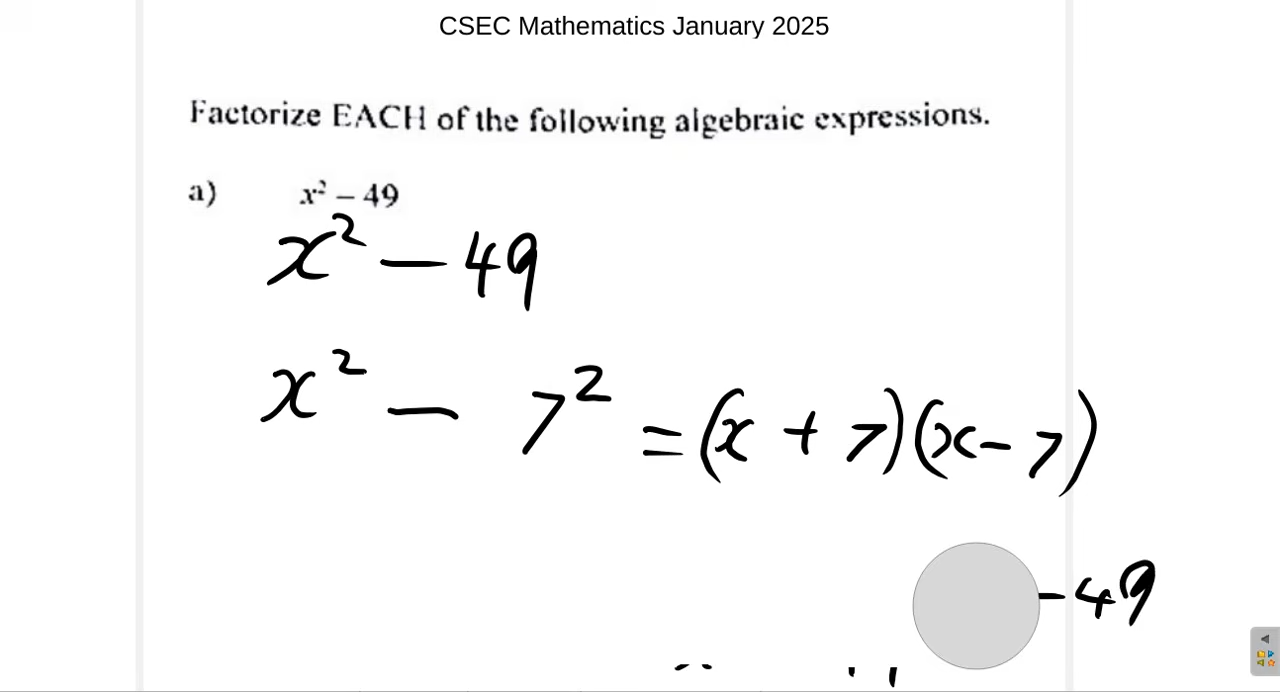 CSEC Mathematics January 2025
Factorize EACH of the following algebraic expressions.
a) x² – 49
x² – 49
x² – 7² = (x + 7)(x – 7)
– 49